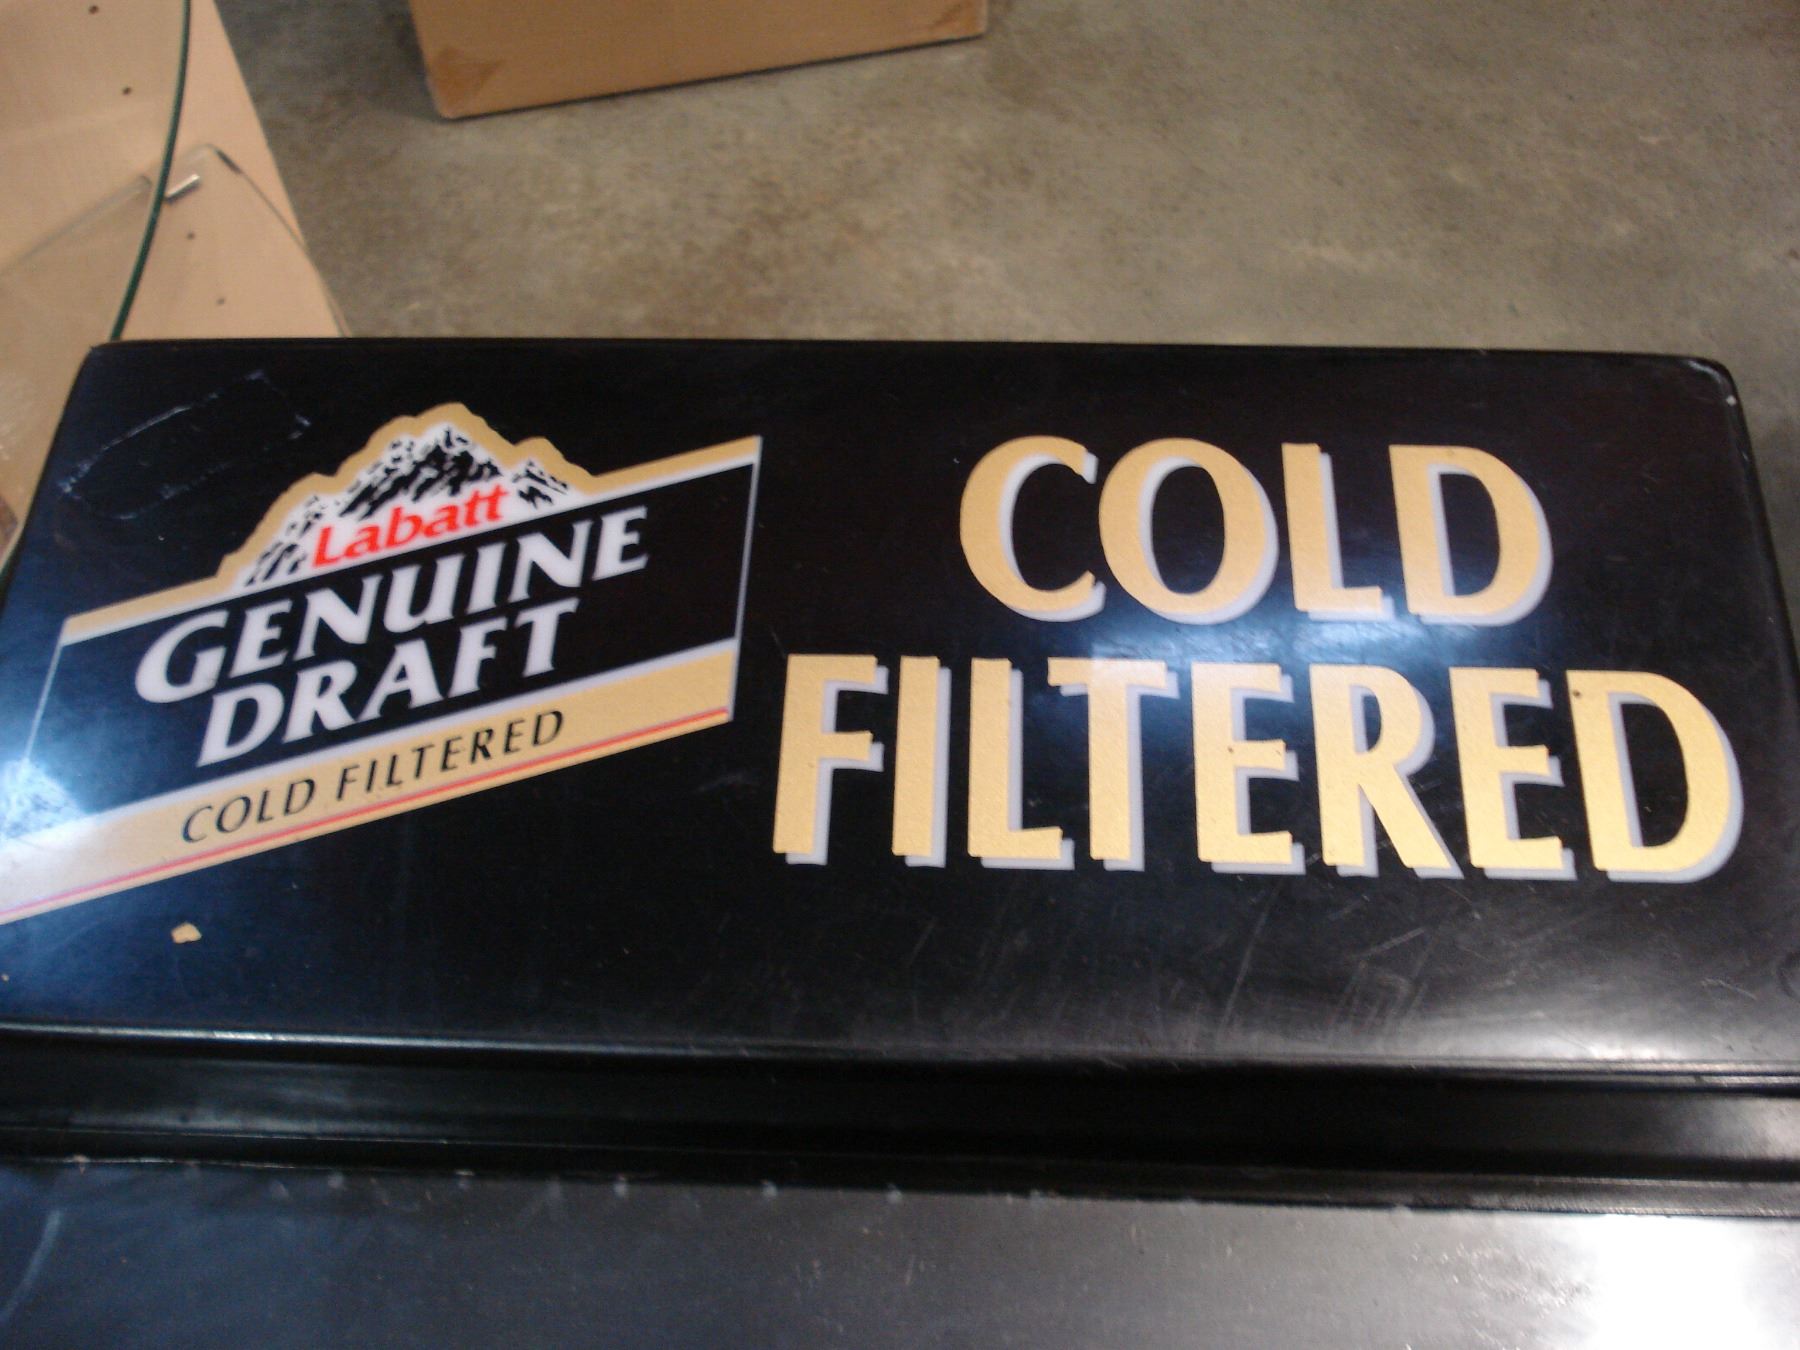 Labatt
GENUINE
DRAFT
COLD FILTERED
COLD
FILTERED